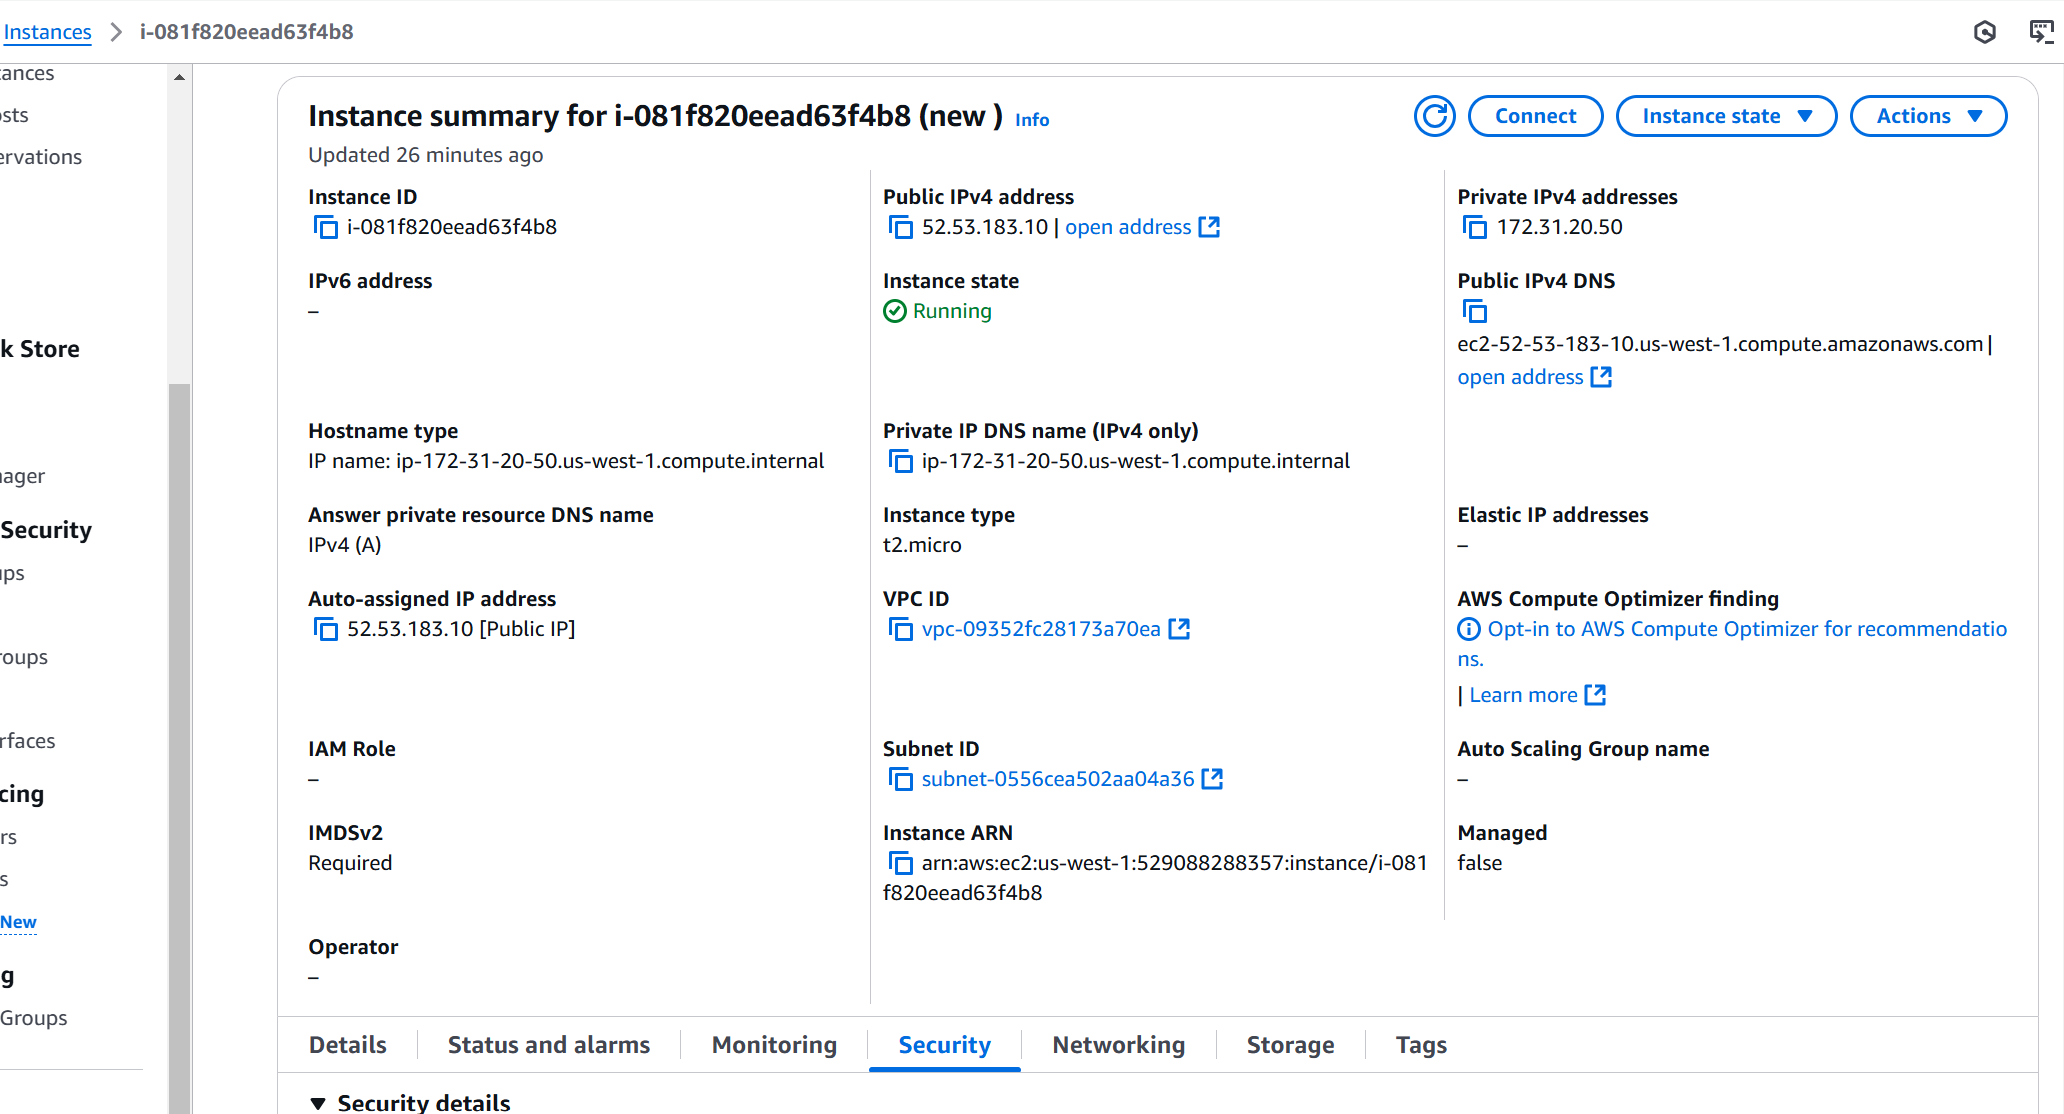 Instances > i-081f820eead63f4b8
ances
sts
ervations
k Store
ager
Security
ups
roups
rfaces
cing
rs
s
New
g
Groups
Instance summary for i-081f820eead63f4b8 (new ) Info
Updated 26 minutes ago
Connect
Instance state
Actions
Instance ID
i-081f820eead63f4b8
Public IPv4 address
52.53.183.10 | open address
Private IPv4 addresses
172.31.20.50
IPv6 address
–
Instance state
Running
Public IPv4 DNS
ec2-52-53-183-10.us-west-1.compute.amazonaws.com |
open address
Hostname type
IP name: ip-172-31-20-50.us-west-1.compute.internal
Private IP DNS name (IPv4 only)
ip-172-31-20-50.us-west-1.compute.internal
Answer private resource DNS name
IPv4 (A)
Instance type
t2.micro
Elastic IP addresses
–
Auto-assigned IP address
52.53.183.10 [Public IP]
VPC ID
vpc-09352fc28173a70ea
AWS Compute Optimizer finding
Opt-in to AWS Compute Optimizer for recommendatio
ns.
| Learn more
IAM Role
–
Subnet ID
subnet-0556cea502aa04a36
Auto Scaling Group name
–
IMDSv2
Required
Instance ARN
arn:aws:ec2:us-west-1:529088288357:instance/i-081
f820eead63f4b8
Managed
false
Operator
–
Details
Status and alarms
Monitoring
Security
Networking
Storage
Tags
Security details